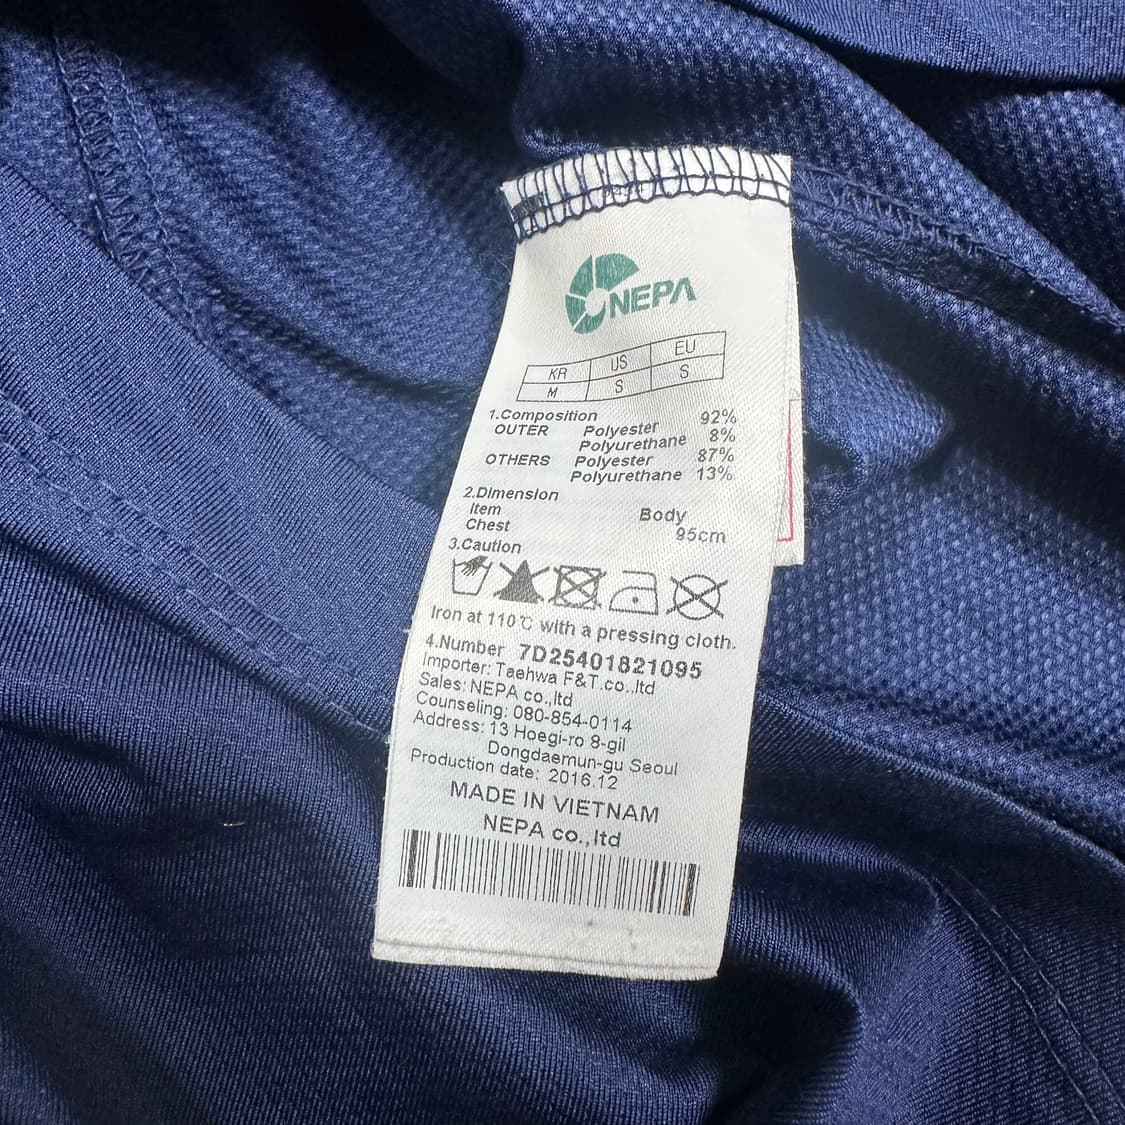 NEPA
KR US EU
M S S
1.Composition
OUTER Polyester 92%
Polyurethane 8%
OTHERS Polyester 87%
Polyurethane 13%
2.Dimension
Item Body
Chest 95cm
3.Caution
Iron at 110℃ with a pressing cloth.
4.Number 7D25401821095
Importer: Taehwa F&T.co.,ltd
Sales: NEPA co.,ltd
Counseling: 080-854-0114
Address: 13 Hoegi-ro 8-gil
Dongdaemun-gu Seoul
Production date: 2016.12
MADE IN VIETNAM
NEPA co.,ltd